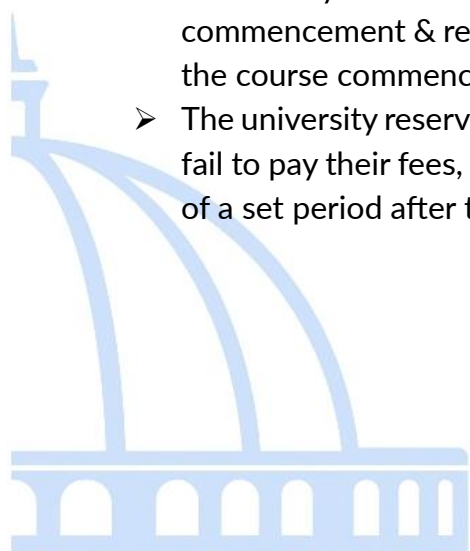 commencement & re
the course commenc
➢ The university reserv
fail to pay their fees,
of a set period after t